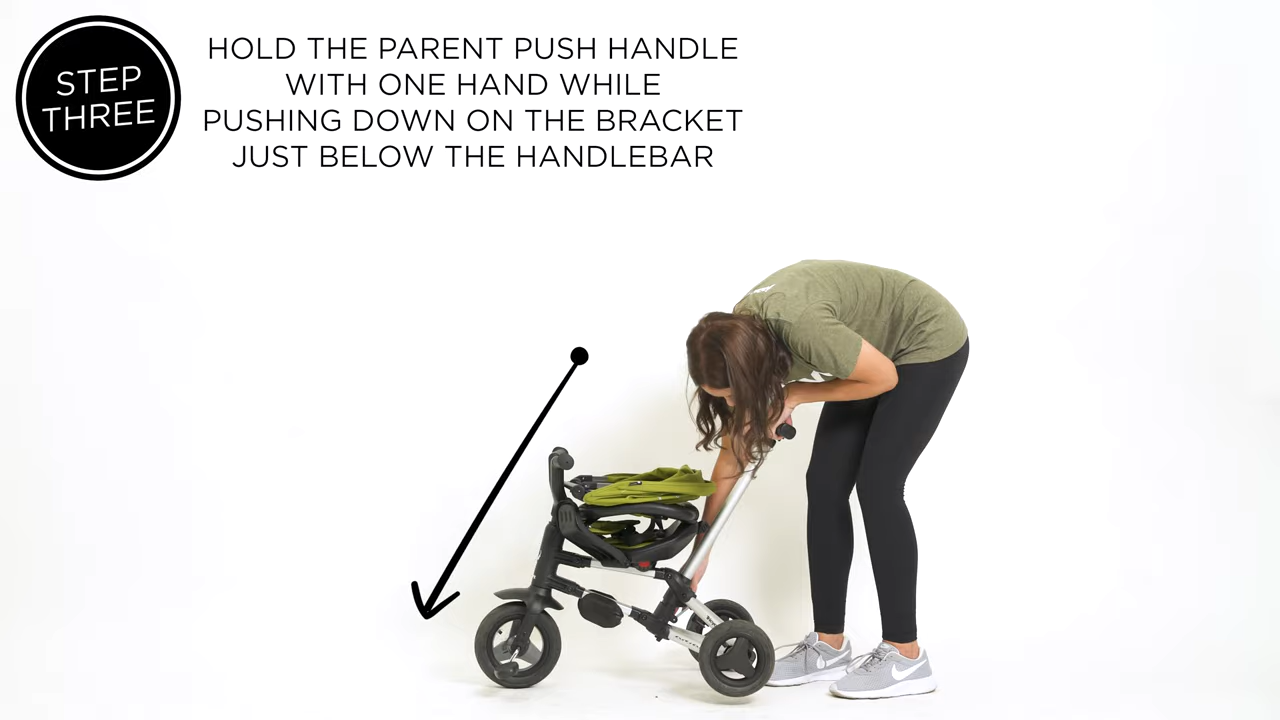 STEP
THREE
HOLD THE PARENT PUSH HANDLE
WITH ONE HAND WHILE
PUSHING DOWN ON THE BRACKET
JUST BELOW THE HANDLEBAR